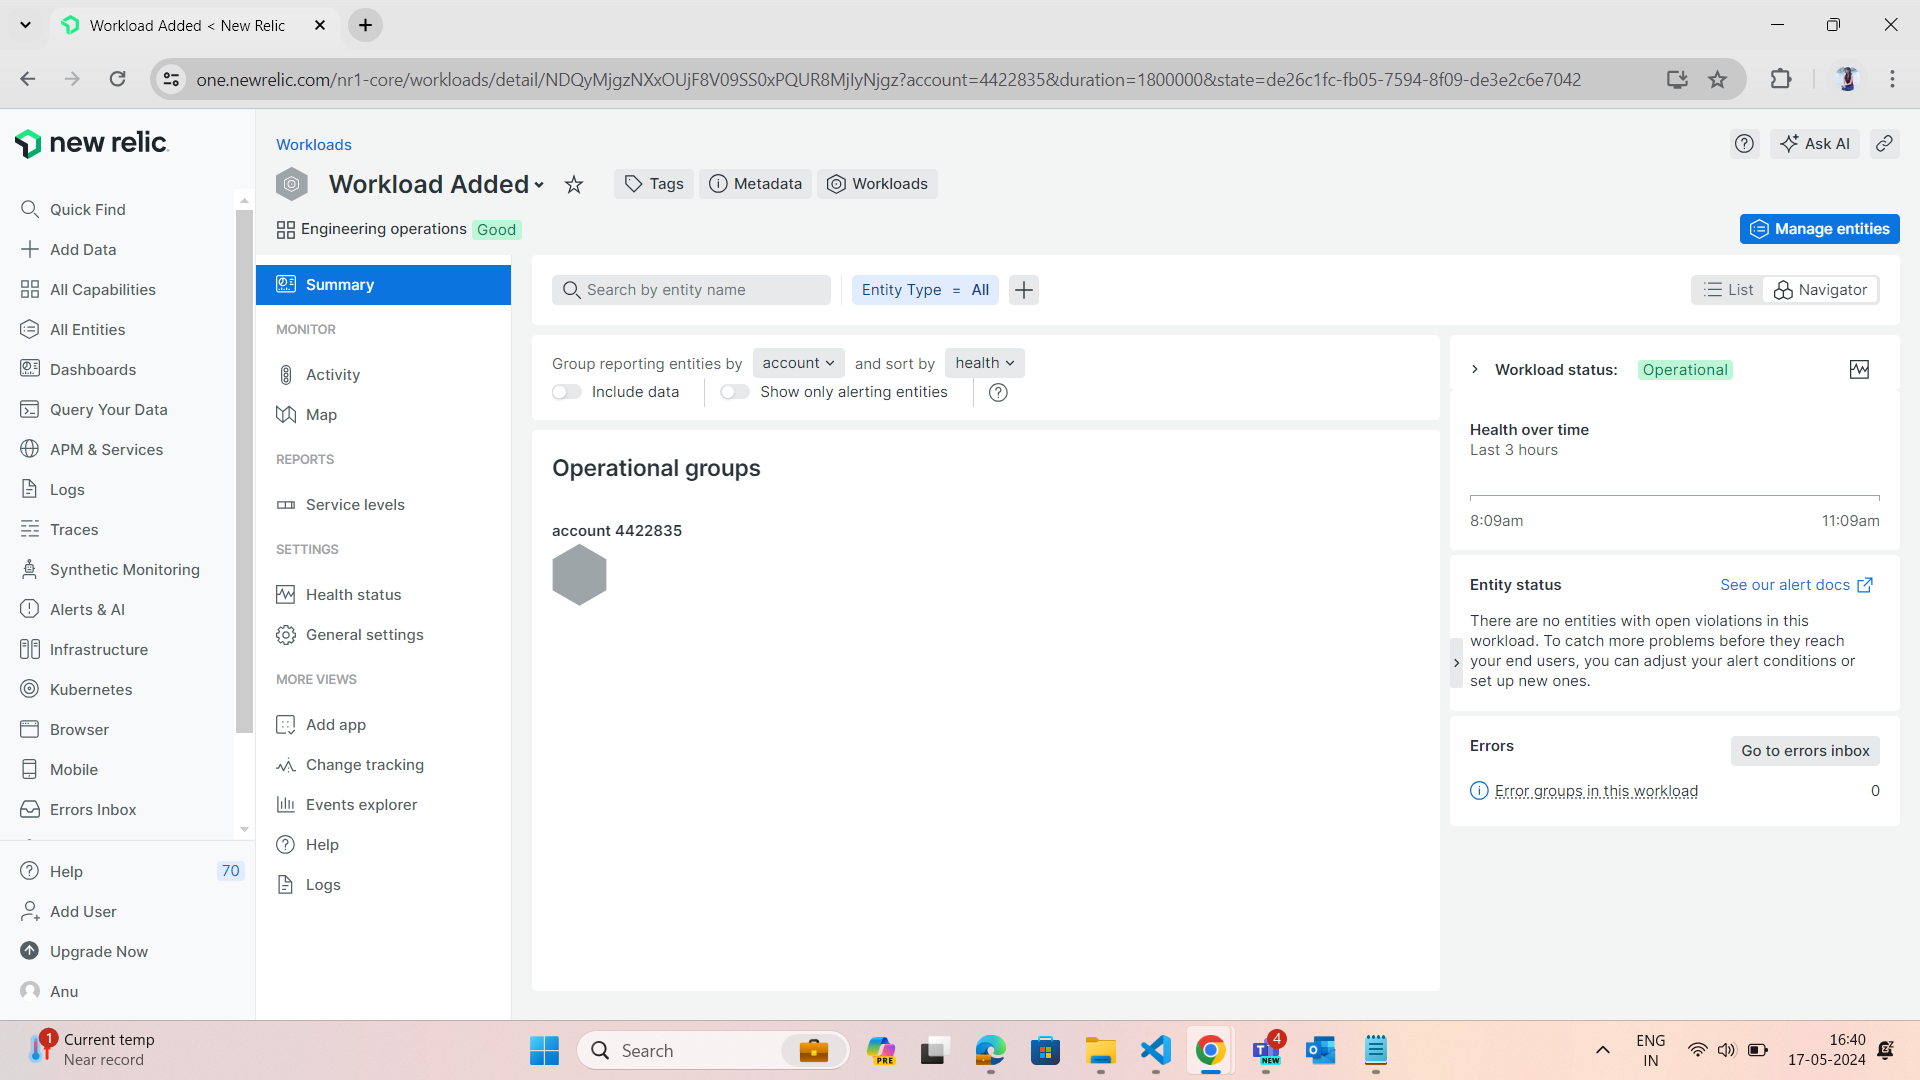 Workload Added < New Relic
one.newrelic.com/nr1-core/workloads/detail/NDQyMjgzNXxOUjF8V09SS0xPQUR8MjIyNjgz?account=4422835&duration=1800000&state=de26c1fc-fb05-7594-8f09-de3e2c6e7042
new relic
Quick Find
Add Data
All Capabilities
All Entities
Dashboards
Query Your Data
APM & Services
Logs
Traces
Synthetic Monitoring
Alerts & AI
Infrastructure
Kubernetes
Browser
Mobile
Errors Inbox
Help 70
Add User
Upgrade Now
Anu
Workloads
Ask AI
Workload Added
Tags
Metadata
Workloads
Engineering operations Good
Manage entities
Summary
MONITOR
Activity
Map
REPORTS
Service levels
SETTINGS
Health status
General settings
MORE VIEWS
Add app
Change tracking
Events explorer
Help
Logs
Search by entity name
Entity Type = All
List
Navigator
Group reporting entities by account and sort by health
Include data
Show only alerting entities
Operational groups
account 4422835
Workload status: Operational
Health over time
Last 3 hours
8:09am 11:09am
Entity status
See our alert docs
There are no entities with open violations in this
workload. To catch more problems before they reach
your end users, you can adjust your alert conditions or
set up new ones.
Errors
Go to errors inbox
Error groups in this workload 0
1
Current temp
Near record
Search
PRE
4
NEW
ENG
IN
16:40
17-05-2024